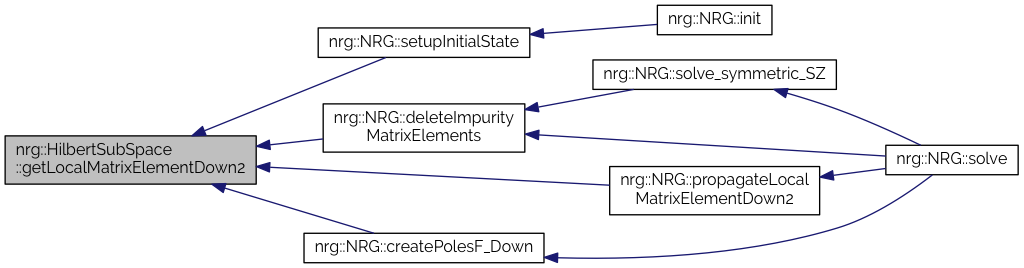 nrg::HilbertSubSpace
::getLocalMatrixElementDown2
nrg::NRG::setupInitialState
nrg::NRG::init
nrg::NRG::deleteImpurity
MatrixElements
nrg::NRG::solve_symmetric_SZ
nrg::NRG::solve
nrg::NRG::propagateLocal
MatrixElementDown2
nrg::NRG::createPolesF_Down